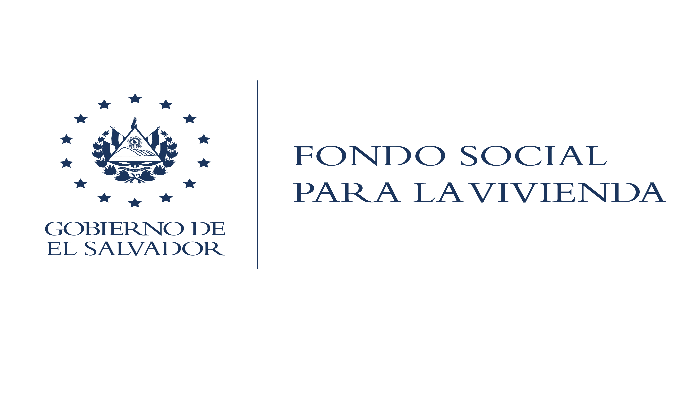 GOBIERNO DE
EL SALVADOR
FONDO SOCIAL
PARA LA VIVIENDA